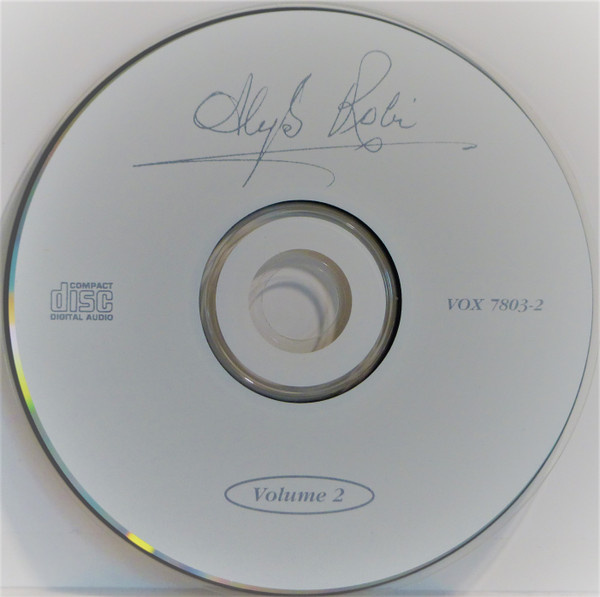 Alys Robi
COMPACT
disc
DIGITAL AUDIO
VOX 7803-2
Volume 2